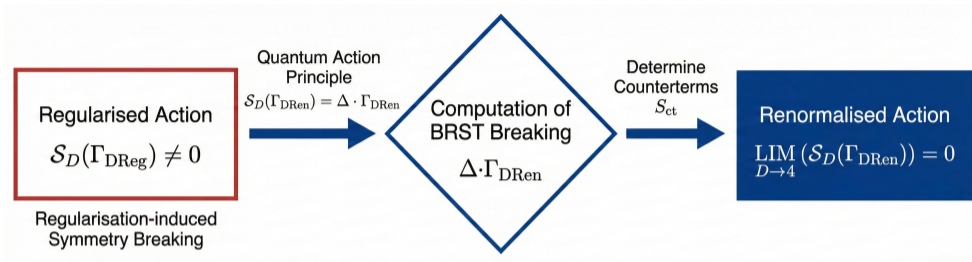 Regularised Action
𝒮_D(Γ_DReg) ≠ 0
Regularisation-induced
Symmetry Breaking
Quantum Action
Principle
𝒮_D(Γ_DRen) = Δ · Γ_DRen
Computation of
BRST Breaking
Δ·Γ_DRen
Determine
Counterterms
S_ct
Renormalised Action
LIM (𝒮_D(Γ_DRen)) = 0
D→4